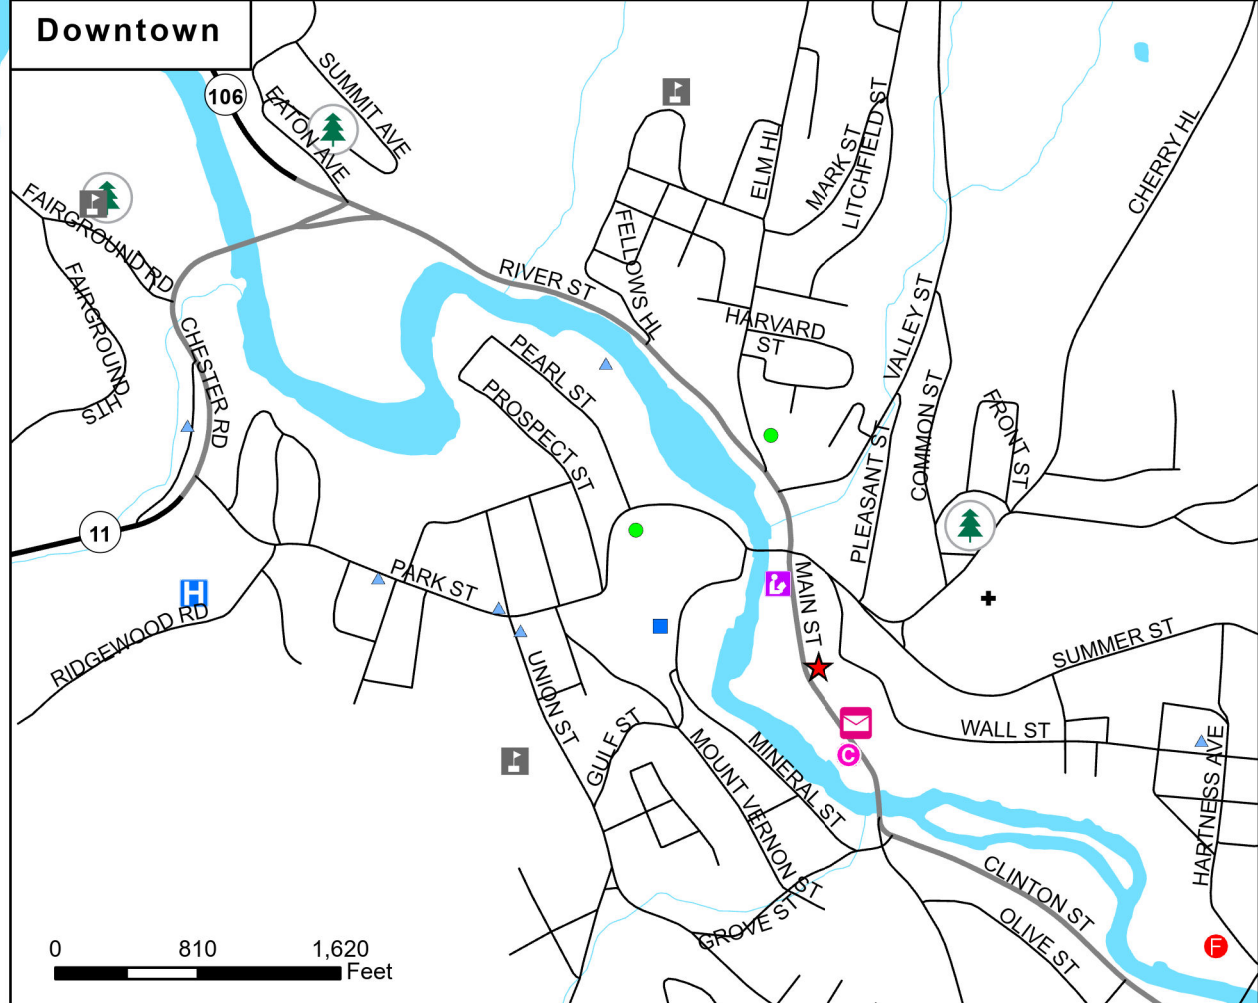 Downtown
106
SUMMIT AVE
EATON AVE
FAIRGROUND RD
FAIRGROUND
HTS
CHESTER RD
11
RIVER ST
FELLOWS HL
ELM HL
MARK ST
LITCHFIELD ST
CHERRY HL
HARVARD
ST
VALLEY ST
COMMON ST
PLEASANT ST
FRONT ST
PEARL ST
PROSPECT ST
PARK ST
H
RIDGEWOOD RD
UNION ST
GULF ST
MAIN ST
SUMMER ST
WALL ST
C
MOUNT VERNON ST
MINERAL ST
HARTNESS AVE
GROVE ST
CLINTON ST
OLIVE ST
F
0 810 1,620
Feet